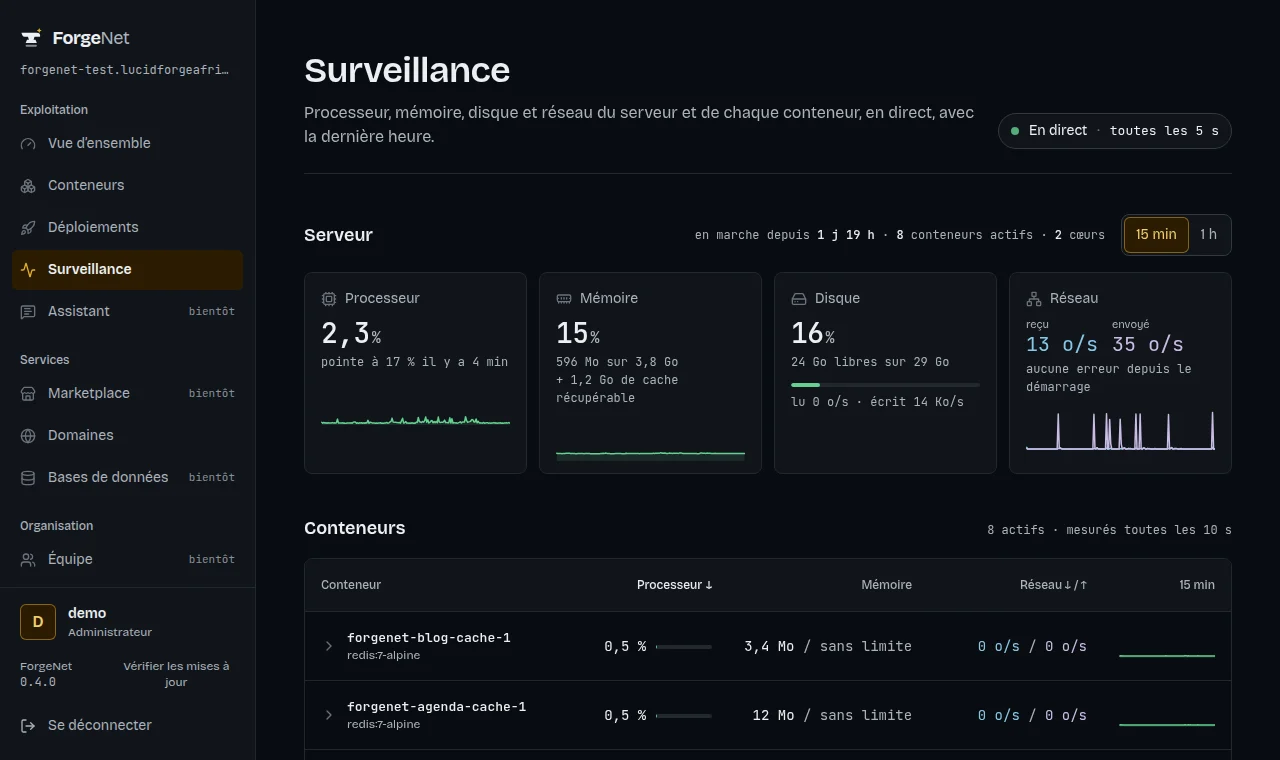 ForgeNet
forgenet-test.lucidforgeafri…
Exploitation
Vue d'ensemble
Conteneurs
Déploiements
Surveillance
Assistant bientôt
Services
Marketplace bientôt
Domaines
Bases de données bientôt
Organisation
Équipe bientôt
D
demo
Administrateur
ForgeNet
0.4.0
Vérifier les mises à
jour
Se déconnecter
Surveillance
Processeur, mémoire, disque et réseau du serveur et de chaque conteneur, en direct, avec
la dernière heure.
En direct · toutes les 5 s
Serveur
en marche depuis 1 j 19 h · 8 conteneurs actifs · 2 cœurs
15 min 1 h
Processeur
2,3%
pointe à 17 % il y a 4 min
Mémoire
15%
596 Mo sur 3,8 Go
+ 1,2 Go de cache
récupérable
Disque
16%
24 Go libres sur 29 Go
lu 0 o/s · écrit 14 Ko/s
Réseau
reçu envoyé
13 o/s 35 o/s
aucune erreur depuis le
démarrage
Conteneurs
8 actifs · mesurés toutes les 10 s
Conteneur Processeur ↓ Mémoire Réseau ↓/↑ 15 min
forgenet-blog-cache-1
redis:7-alpine
0,5 % 3,4 Mo / sans limite 0 o/s / 0 o/s
forgenet-agenda-cache-1
redis:7-alpine
0,5 % 12 Mo / sans limite 0 o/s / 0 o/s